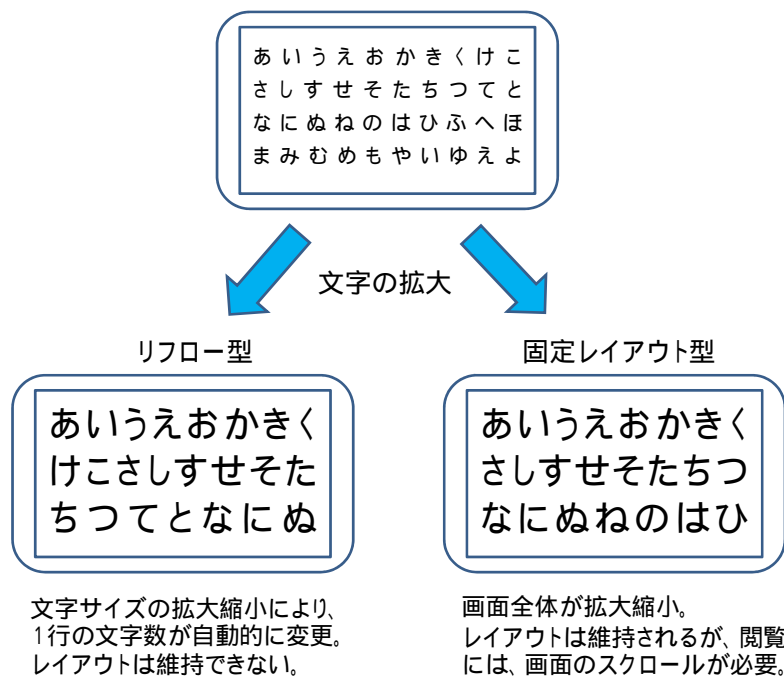 あいうえおかきくけこ
さしすせそたちつてと
なにぬねのはひふへほ
まみむめもやいゆえよ
文字の拡大
リフロー型
あいうえおかきく
けこさしすせそた
ちつてとなにぬ
文字サイズの拡大縮小により、
1行の文字数が自動的に変更。
レイアウトは維持できない。
固定レイアウト型
あいうえおかきく
さしすせそたちつ
なにぬねのはひ
画面全体が拡大縮小。
レイアウトは維持されるが、閲覧
には、画面のスクロールが必要。